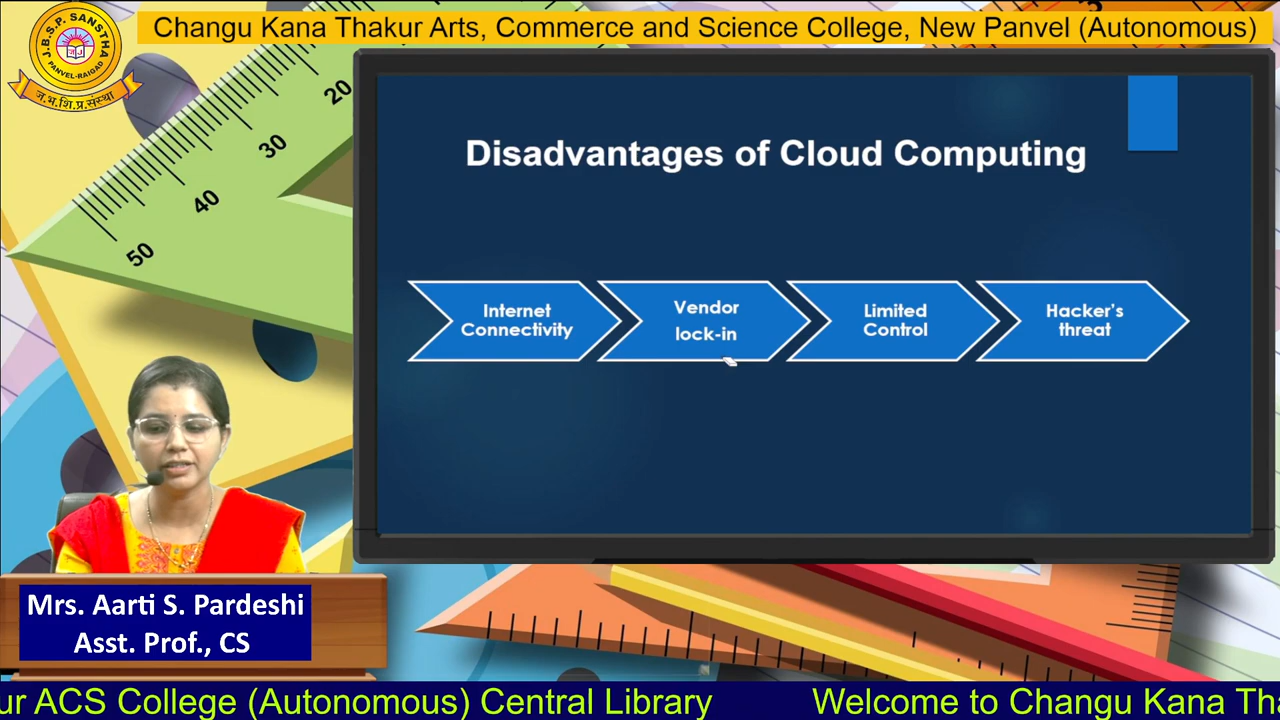 Changu Kana Thakur Arts, Commerce and Science College, New Panvel (Autonomous)
J.B.S.P. SANSTHA
PANVEL-RAIGAD
ज.भ.शि.प्र.संस्था
20
30
40
50
Disadvantages of Cloud Computing
Internet
Connectivity
Vendor
lock-in
Limited
Control
Hacker's
threat
Mrs. Aarti S. Pardeshi
Asst. Prof., CS
ur ACS College (Autonomous) Central Library
Welcome to Changu Kana Tha